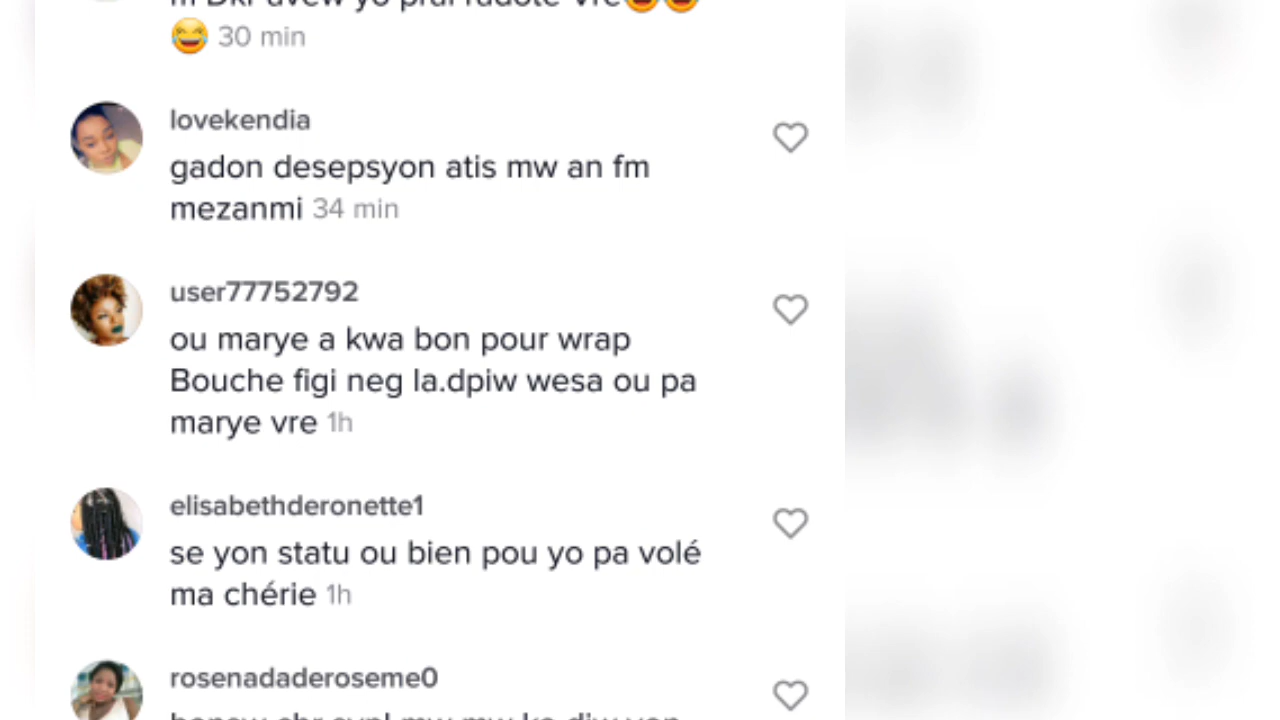 😂 30 min
lovekendia
gadon desepsyon atis mw an fm
mezanmi 34 min
user77752792
ou marye a kwa bon pour wrap
Bouche figi neg la.dpiw wesa ou pa
marye vre 1h
elisabethderonette1
se yon statu ou bien pou yo pa volé
ma chérie 1h
rosenadaderoseme0